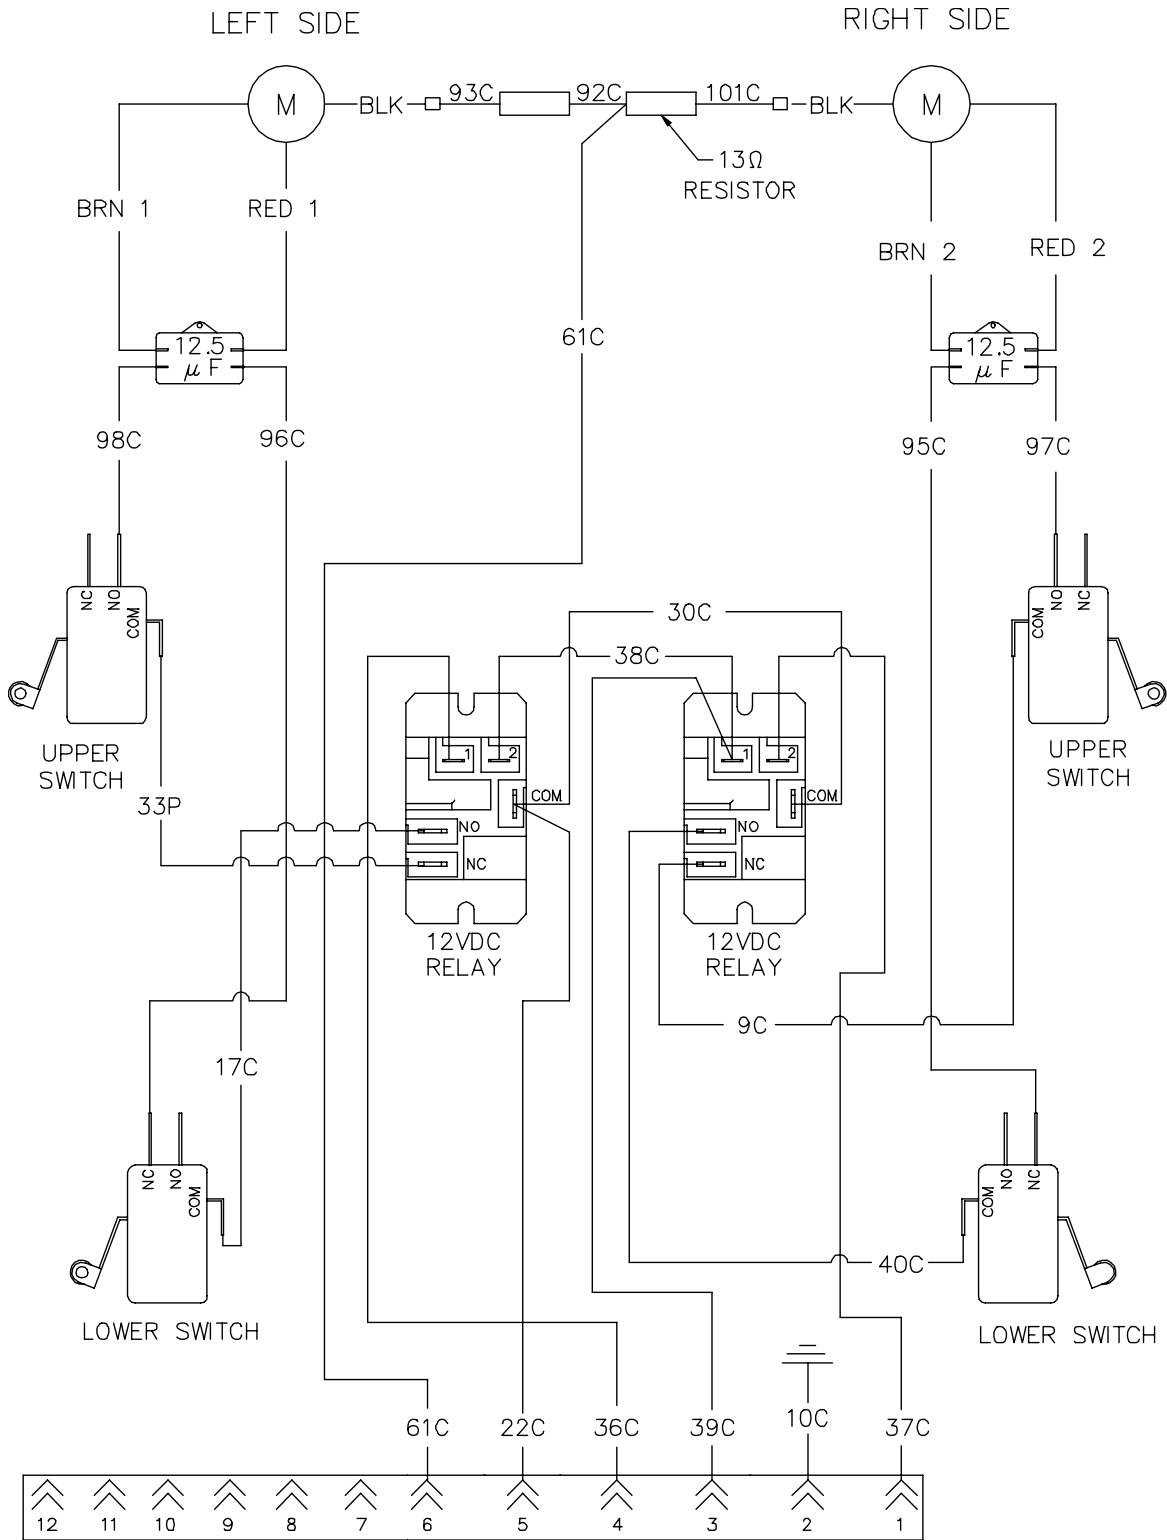 LEFT SIDE
RIGHT SIDE
M
BLK
93C
92C
101C
BLK
M
13Ω
RESISTOR
BRN 1
RED 1
BRN 2
RED 2
61C
12.5
μF
12.5
μF
98C
96C
95C
97C
NC
NO
COM
UPPER
SWITCH
COM
NO
NC
UPPER
SWITCH
30C
38C
33P
1
2
COM
NO
NC
12VDC
RELAY
1
2
COM
NO
NC
12VDC
RELAY
9C
17C
NC
NO
COM
LOWER SWITCH
COM
NO
NC
LOWER SWITCH
40C
61C
22C
36C
39C
10C
37C
12 11 10 9 8 7 6 5 4 3 2 1